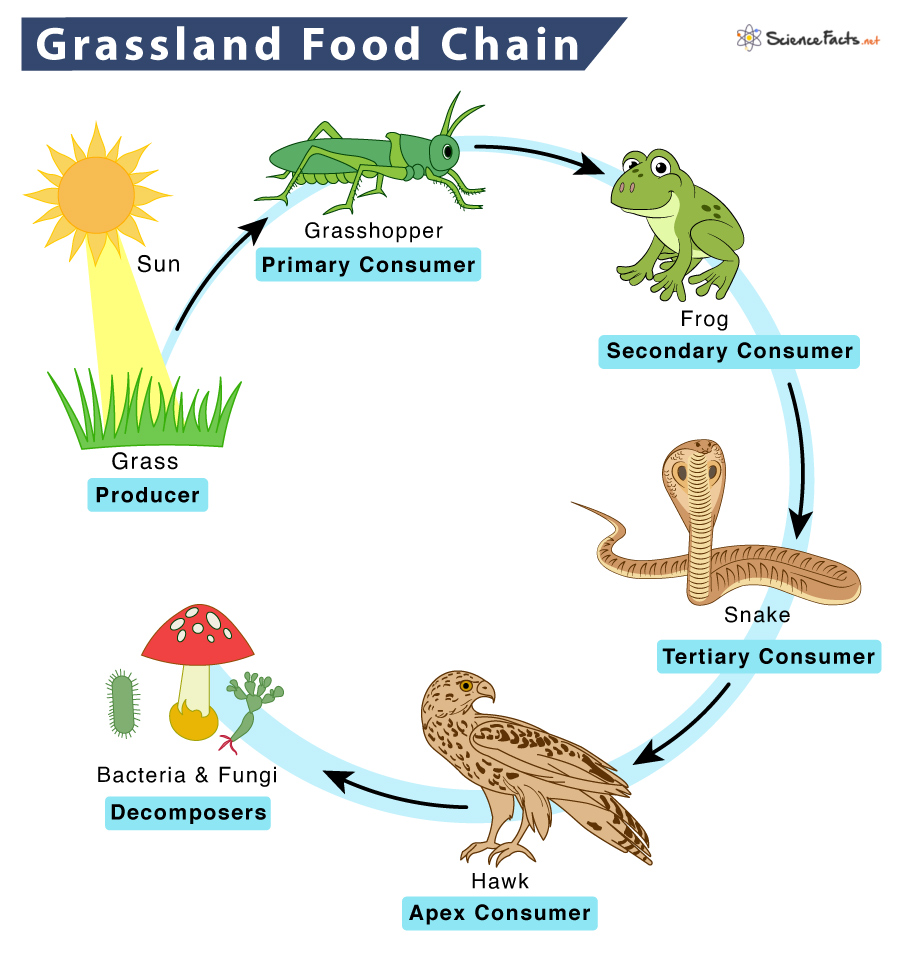 Grassland Food Chain
ScienceFacts.net
Sun
Grasshopper
Primary Consumer
Frog
Secondary Consumer
Grass
Producer
Snake
Tertiary Consumer
Bacteria & Fungi
Decomposers
Hawk
Apex Consumer